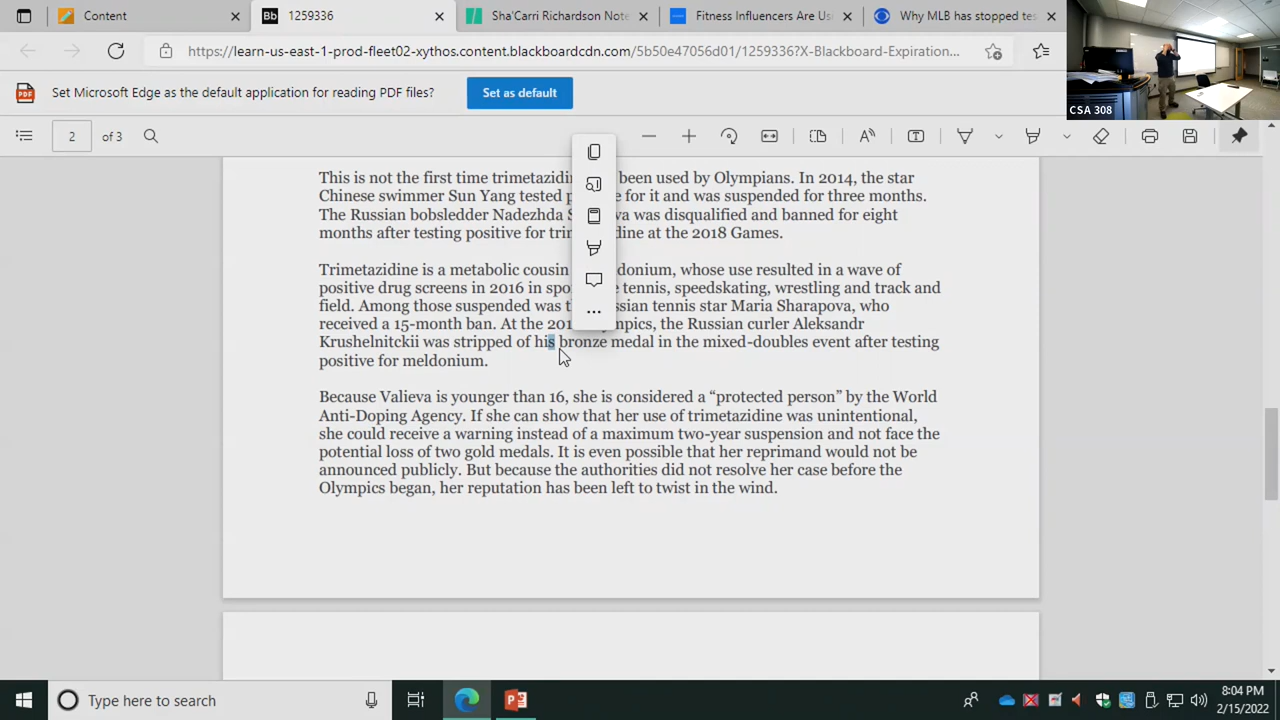 Content
Bb
1259336
Sha'Carri Richardson Note
Fitness Influencers Are Usi
Why MLB has stopped tes
https://learn-us-east-1-prod-fleet02-xythos.content.blackboardcdn.com/5b50e47056d01/1259336?X-Blackboard-Expiration...
CSA 308
PDF
Set Microsoft Edge as the default application for reading PDF files?
Set as default
2
of 3
This is not the first time trimetazidin been used by Olympians. In 2014, the star
Chinese swimmer Sun Yang tested p e for it and was suspended for three months.
The Russian bobsledder Nadezhda S va was disqualified and banned for eight
months after testing positive for trim dine at the 2018 Games.
Trimetazidine is a metabolic cousin donium, whose use resulted in a wave of
positive drug screens in 2016 in spo e tennis, speedskating, wrestling and track and
field. Among those suspended was th ssian tennis star Maria Sharapova, who
received a 15-month ban. At the 201 mpics, the Russian curler Aleksandr
Krushelnitckii was stripped of his bronze medal in the mixed-doubles event after testing
positive for meldonium.
Because Valieva is younger than 16, she is considered a “protected person” by the World
Anti-Doping Agency. If she can show that her use of trimetazidine was unintentional,
she could receive a warning instead of a maximum two-year suspension and not face the
potential loss of two gold medals. It is even possible that her reprimand would not be
announced publicly. But because the authorities did not resolve her case before the
Olympics began, her reputation has been left to twist in the wind.
Type here to search
8:04 PM
2/15/2022